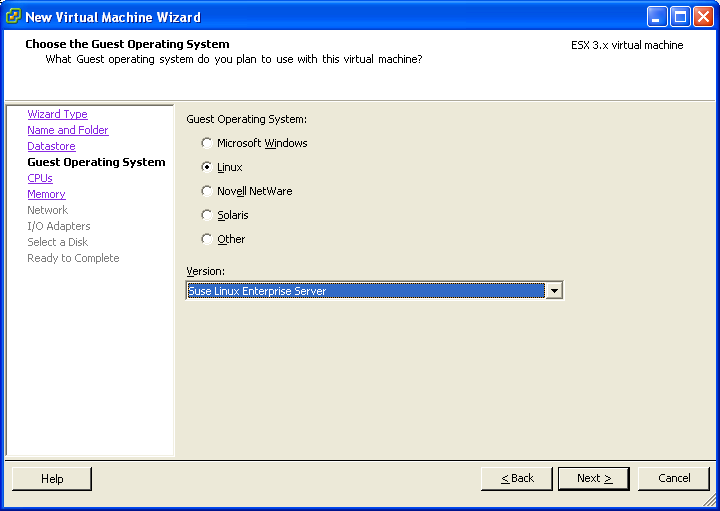 New Virtual Machine Wizard
Choose the Guest Operating System
ESX 3.x virtual machine
What Guest operating system do you plan to use with this virtual machine?
Wizard Type
Name and Folder
Datastore
Guest Operating System
CPUs
Memory
Network
I/O Adapters
Select a Disk
Ready to Complete
Guest Operating System:
Microsoft Windows
Linux
Novell NetWare
Solaris
Other
Version:
Suse Linux Enterprise Server
Help
< Back
Next >
Cancel